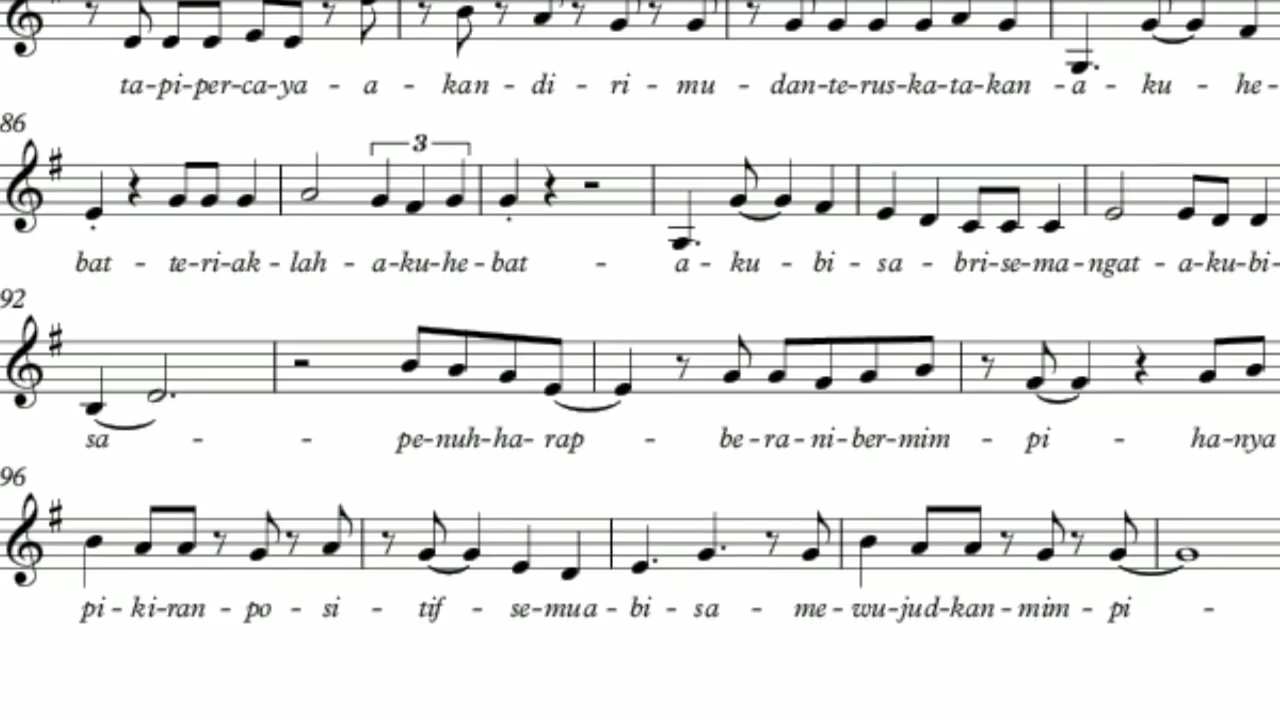 ta-pi-per-ca-ya - a - kan - di - ri - mu - dan-te-rus-ka-ta-kan - a - ku - he -
86
3
bat - te-ri-ak - lah - a-ku-he - bat - a - ku - bi - sa - bri-se-ma-ngat - a-ku-bi-
92
sa - - pe-nuh-ha- rap - be-ra-ni-ber-mim - pi - ha-nya
96
pi - ki-ran - po - si - tif - se-mua - bi - sa - me - wu-jud-kan - mim - pi -